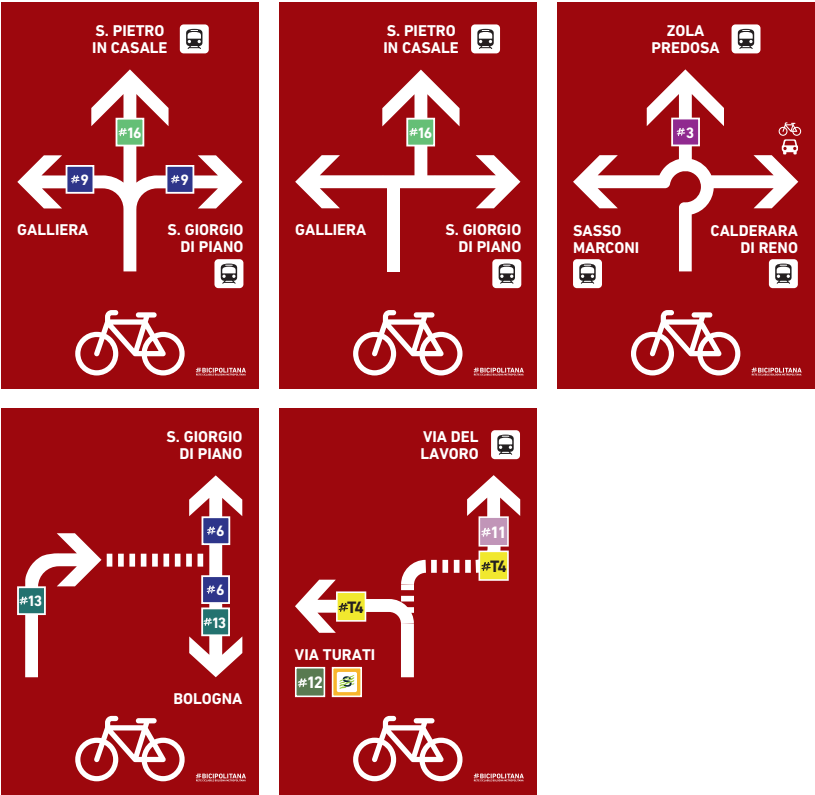 S. PIETRO
IN CASALE
#16
#9
#9
GALLIERA
S. GIORGIO
DI PIANO
#BICIPOLITANA
S. PIETRO
IN CASALE
#16
GALLIERA
S. GIORGIO
DI PIANO
#BICIPOLITANA
ZOLA
PREDOSA
#3
SASSO
MARCONI
CALDERARA
DI RENO
#BICIPOLITANA
S. GIORGIO
DI PIANO
#6
#6
#13
#13
BOLOGNA
#BICIPOLITANA
VIA DEL
LAVORO
#11
#T4
#T4
VIA TURATI
#12 S
#BICIPOLITANA